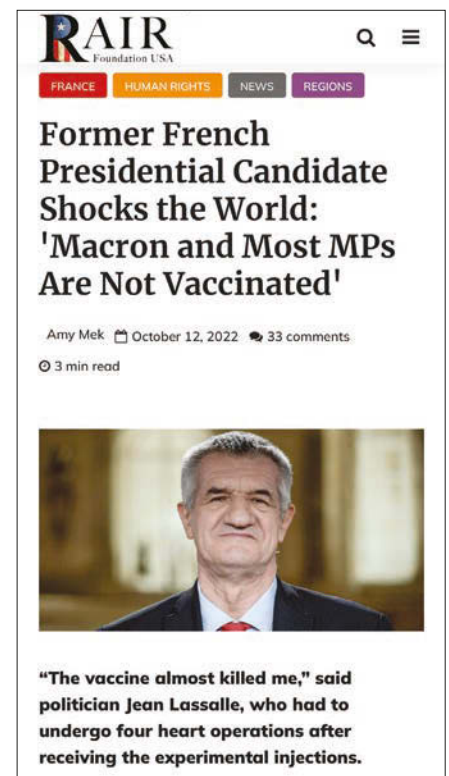 RAIR
Foundation USA
FRANCE HUMAN RIGHTS NEWS REGIONS
Former French
Presidential Candidate
Shocks the World:
'Macron and Most MPs
Are Not Vaccinated'
Amy Mek October 12, 2022 33 comments
3 min read
“The vaccine almost killed me,” said
politician Jean Lassalle, who had to
undergo four heart operations after
receiving the experimental injections.